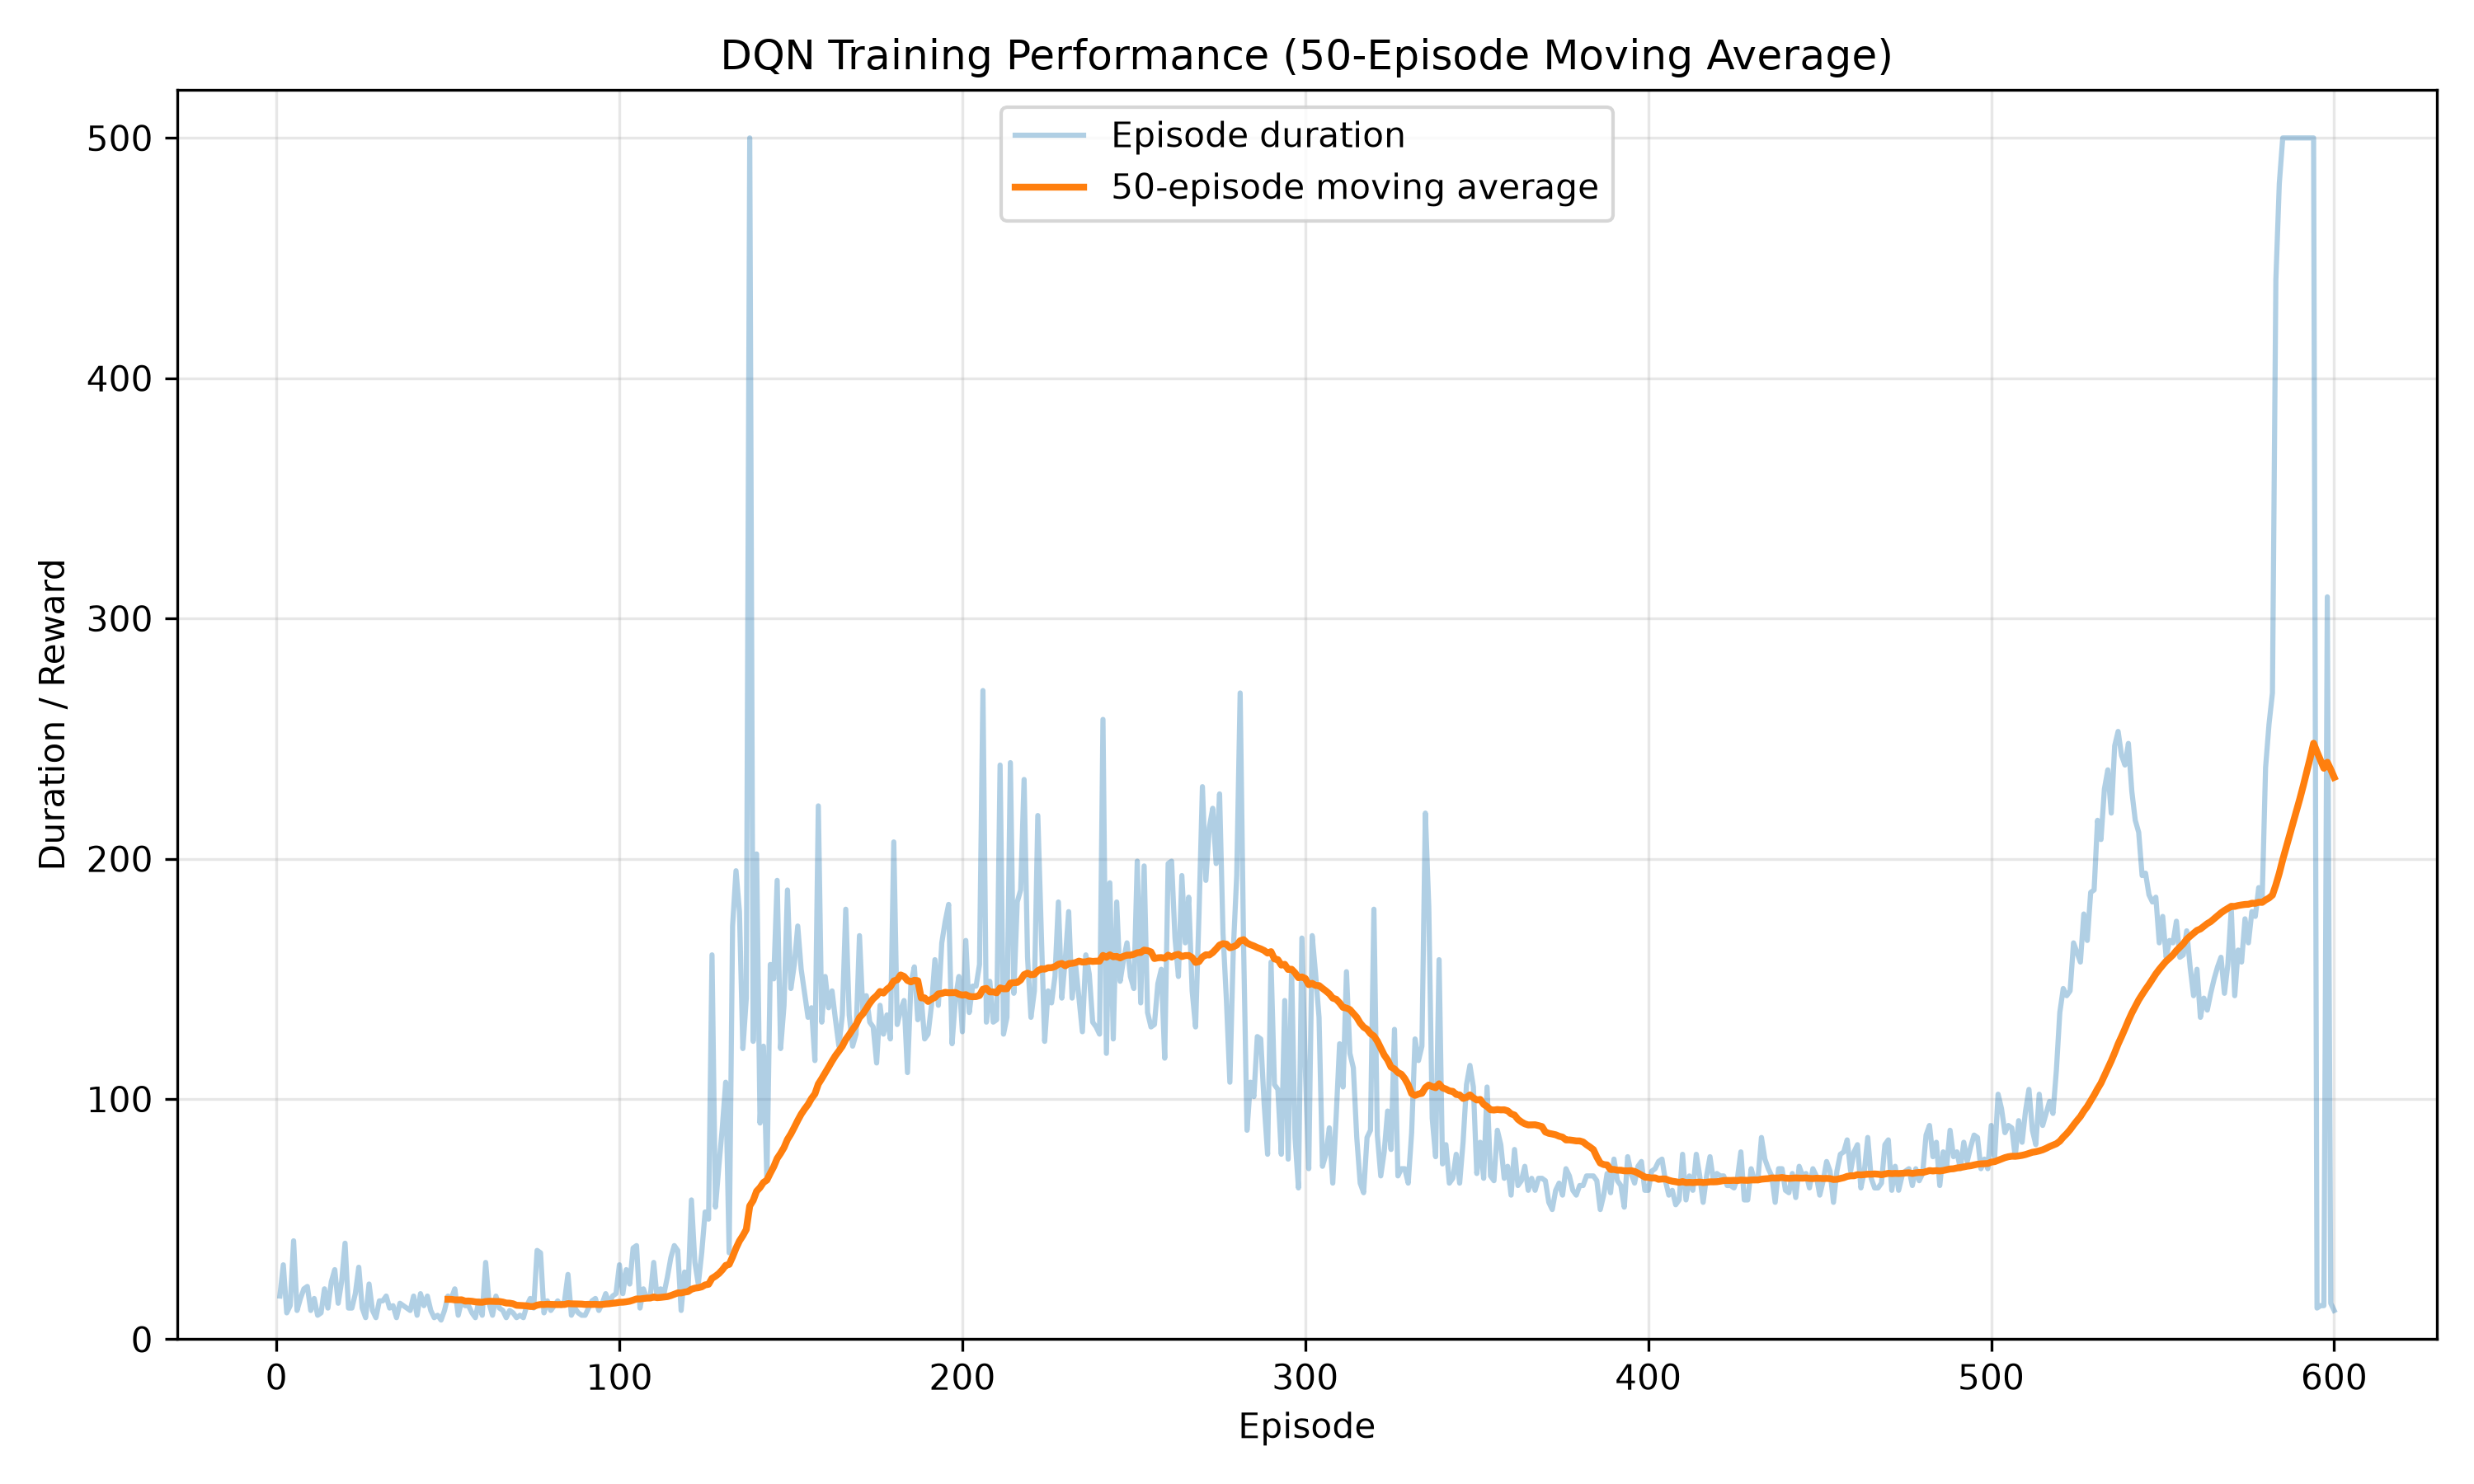 DQN Training Performance (50-Episode Moving Average)
Episode duration
50-episode moving average
Duration / Reward
500
400
300
200
100
0
0 100 200 300 400 500 600
Episode